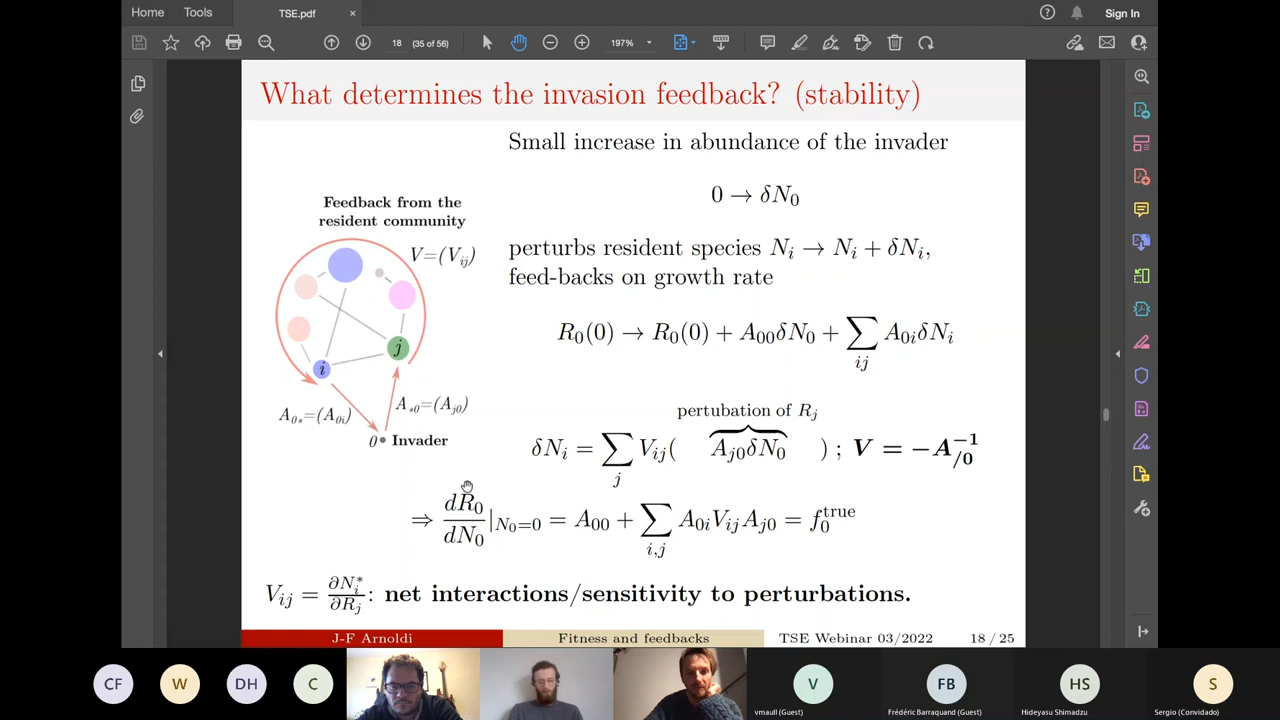 Home
Tools
TSE.pdf
×
?
Sign In
18
(35 of 56)
197%
What determines the invasion feedback? (stability)
Small increase in abundance of the invader
0 → δN₀
Feedback from the
resident community
V=(Vᵢⱼ)
perturbs resident species Nᵢ → Nᵢ + δNᵢ,
feed-backs on growth rate
R₀(0) → R₀(0) + A₀₀δN₀ + ∑ A₀ᵢδNᵢ
ij
j
i
A₀*=(A₀ᵢ)
A*₀=(Aⱼ₀)
0 Invader
pertubation of Rⱼ
δNᵢ = ∑ Vᵢⱼ( Aⱼ₀δN₀ ) ; V = −A⁻¹/₀
j
⇒ dR₀/dN₀ |N₀=0 = A₀₀ + ∑ A₀ᵢVᵢⱼAⱼ₀ = f₀ᵗʳᵘᵉ
i,j
Vᵢⱼ = ∂Nᵢ*/∂Rⱼ: net interactions/sensitivity to perturbations.
J-F Arnoldi
Fitness and feedbacks
TSE Webinar 03/2022
18 / 25
CF
W
DH
C
V
FB
HS
S
vmaull (Guest)
Frédéric Barraquand (Guest)
Hideyasu Shimadzu
Sergio (Convidado)